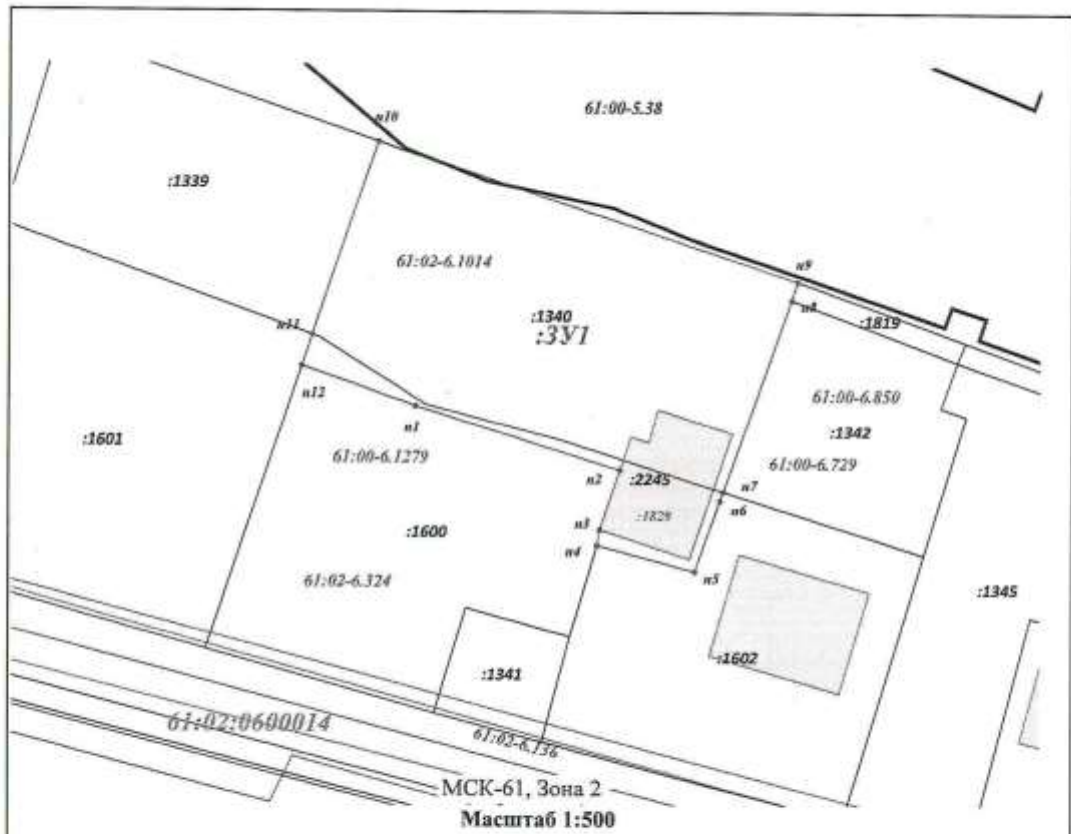 61:00-5.38
н10
:1339
61:02-6.1014
н9
н8
:1340
:ЗУ1
:1819
н11
н12
61:00-6.850
н1
:1342
:1601
61:00-6.1279
61:00-6.729
н2
:2245
н7
н6
:1828
н3
:1600
н4
н5
61:02-6.324
:1345
:1602
:1341
61:02:0600014
61:02-6.136
МСК-61, Зона 2
Масштаб 1:500